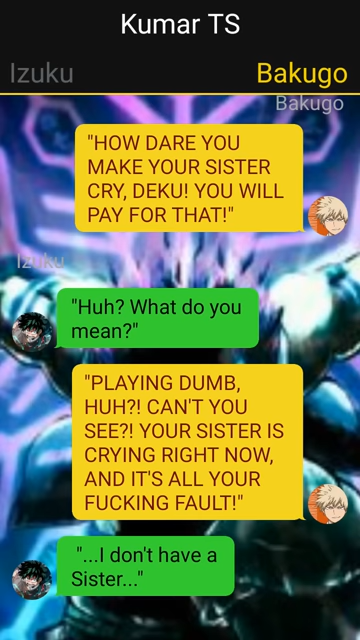 Kumar TS
Izuku Bakugo
Bakugo
"HOW DARE YOU
MAKE YOUR SISTER
CRY, DEKU! YOU WILL
PAY FOR THAT!"
Izuku
"Huh? What do you
mean?"
"PLAYING DUMB,
HUH?! CAN'T YOU
SEE?! YOUR SISTER IS
CRYING RIGHT NOW,
AND IT'S ALL YOUR
FUCKING FAULT!"
"...I don't have a
Sister..."